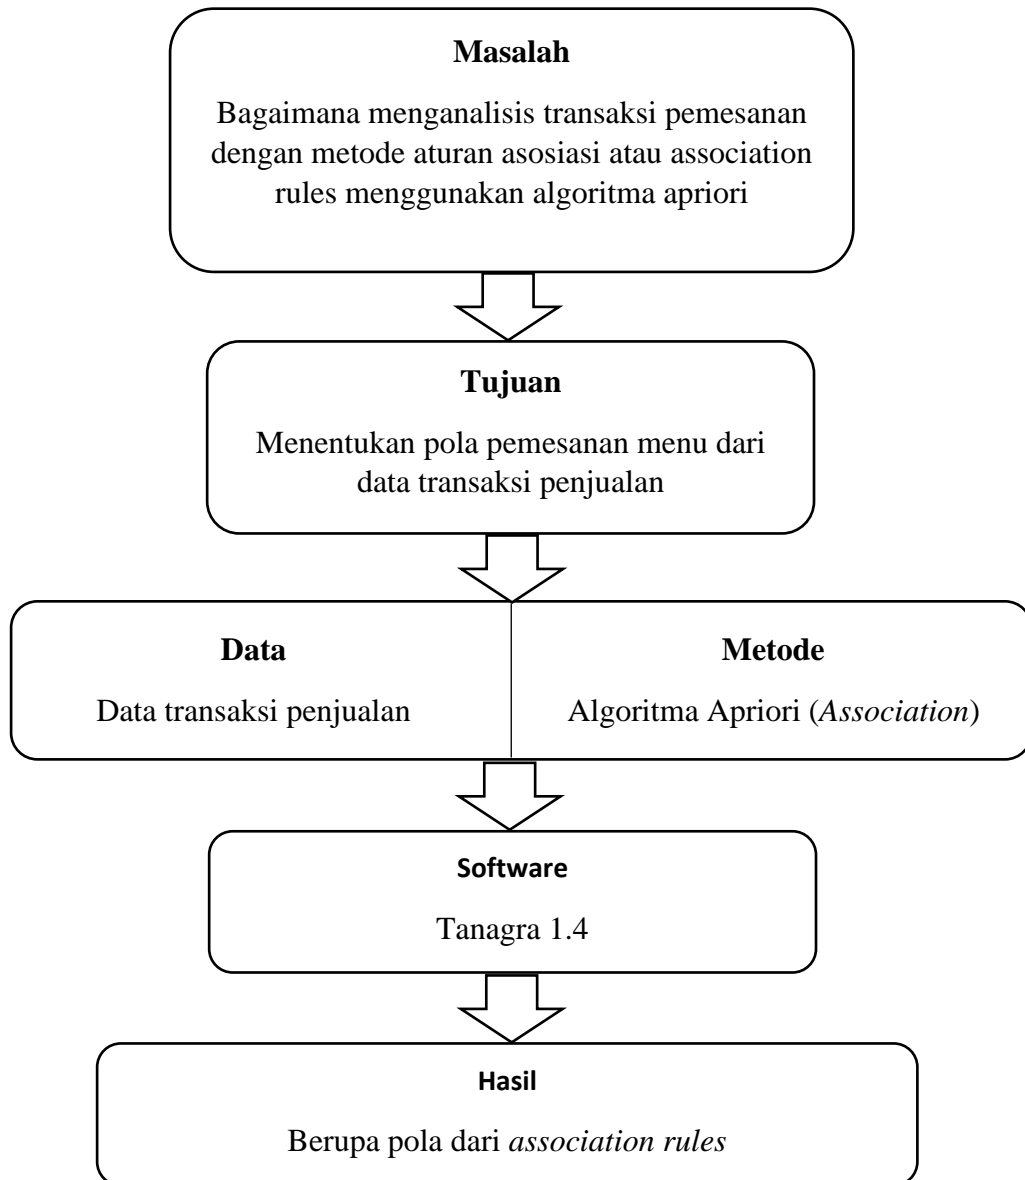 Masalah
Bagaimana menganalisis transaksi pemesanan
dengan metode aturan asosiasi atau association
rules menggunakan algoritma apriori
Tujuan
Menentukan pola pemesanan menu dari
data transaksi penjualan
Data
Data transaksi penjualan
Metode
Algoritma Apriori (Association)
Software
Tanagra 1.4
Hasil
Berupa pola dari association rules